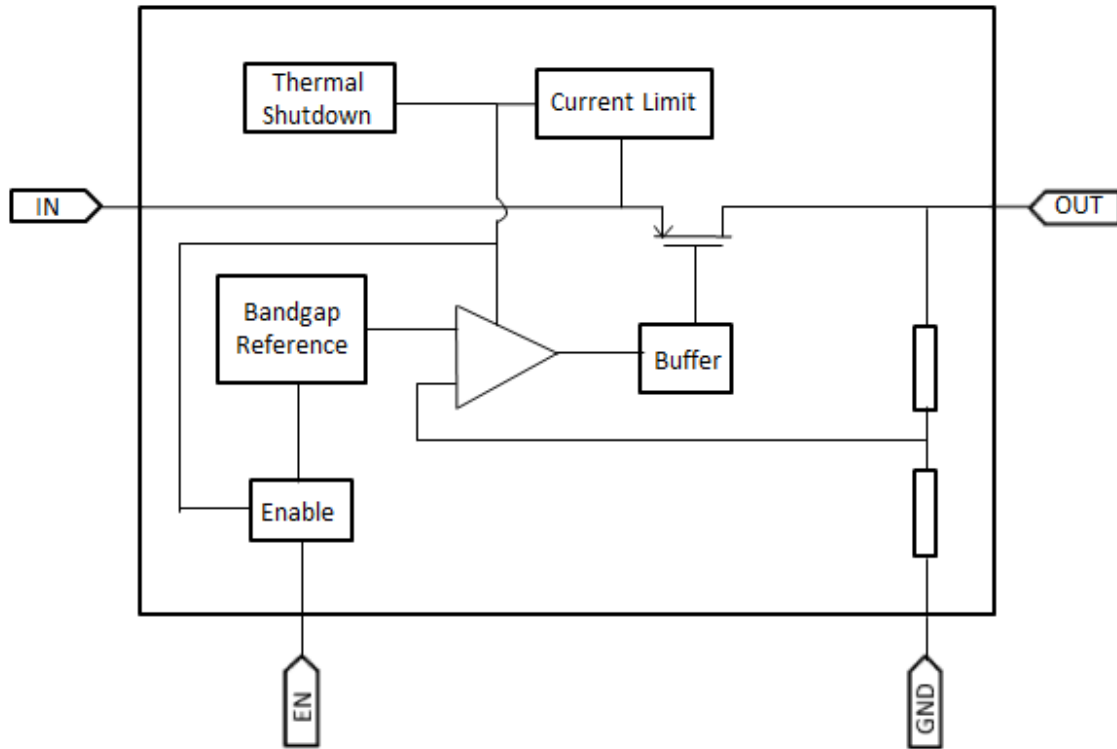 Thermal
Shutdown
Current Limit
IN
OUT
Bandgap
Reference
Buffer
Enable
EN
GND